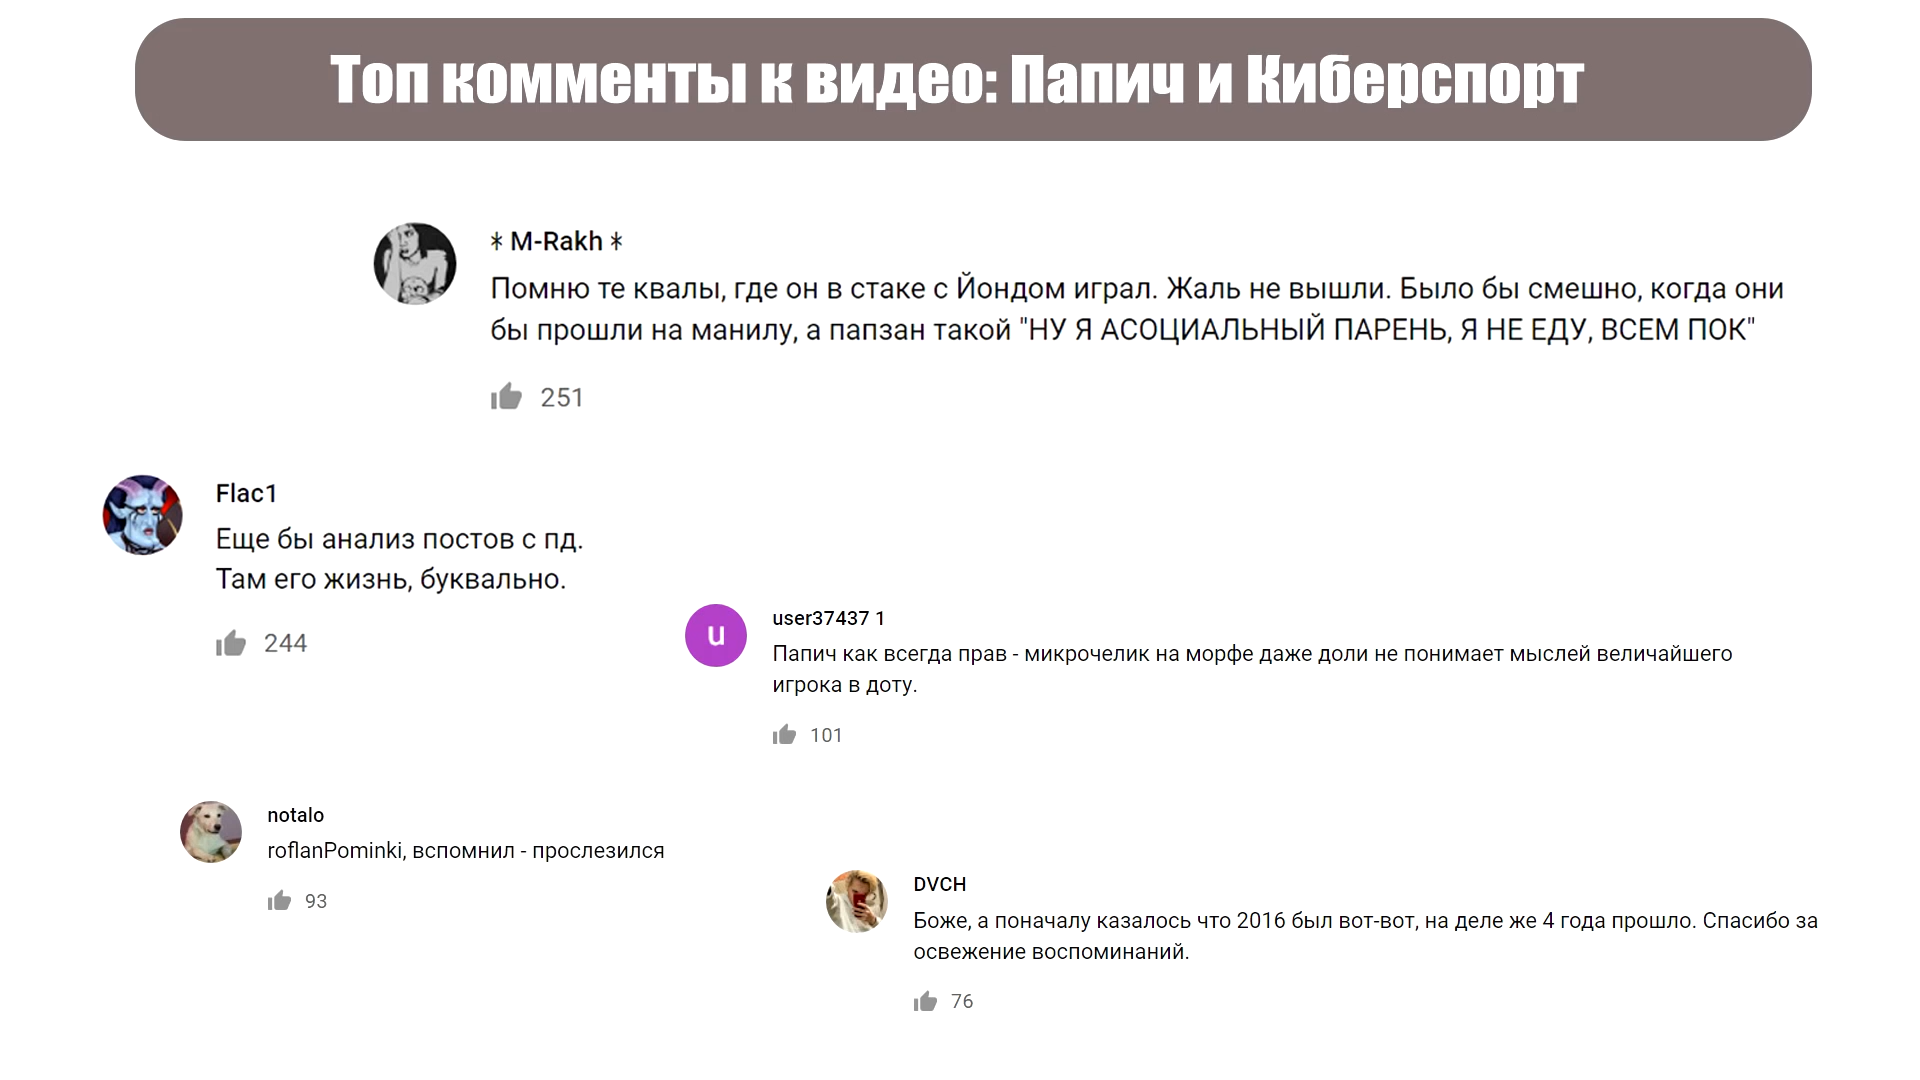 Топ комменты к видео: Папич и Киберспорт
⚹ M-Rakh ⚹
Помню те квалы, где он в стаке с Йондом играл. Жаль не вышли. Было бы смешно, когда они
бы прошли на манилу, а папзан такой "НУ Я АСОЦИАЛЬНЫЙ ПАРЕНЬ, Я НЕ ЕДУ, ВСЕМ ПОК"
251
Flac1
Еще бы анализ постов с пд.
Там его жизнь, буквально.
244
u
user37437 1
Папич как всегда прав - микрочелик на морфе даже доли не понимает мыслей величайшего
игрока в доту.
101
notalo
roflanPominki, вспомнил - прослезился
93
DVCH
Боже, а поначалу казалось что 2016 был вот-вот, на деле же 4 года прошло. Спасибо за
освежение воспоминаний.
76